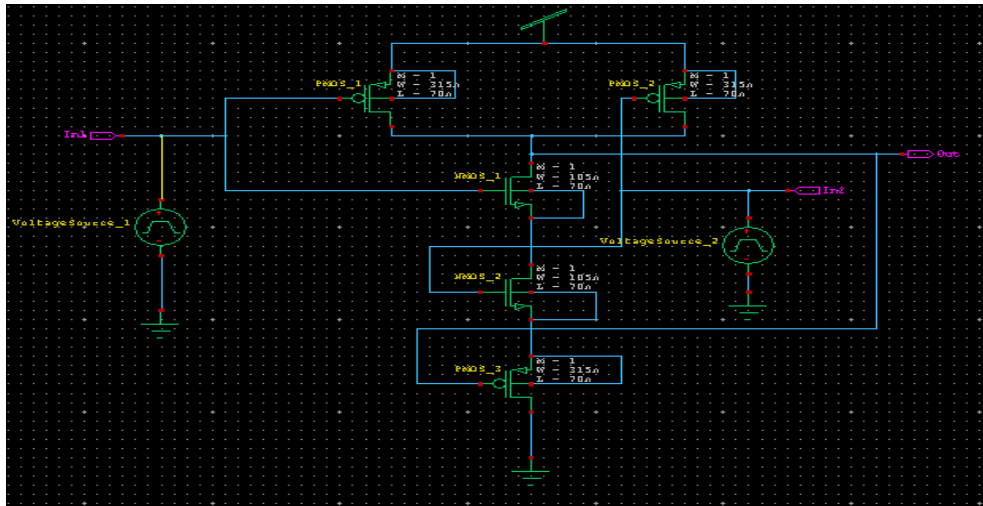 PMOS_1
M - 1
W - 315n
L - 70n
PMOS_2
M - 1
W - 315n
L - 70n
In1
Out
NMOS_1
M - 1
W - 105n
L - 70n
In2
VoltageSource_1
VoltageSource_2
NMOS_2
M - 1
W - 105n
L - 70n
PMOS_3
M - 1
W - 315n
L - 70n